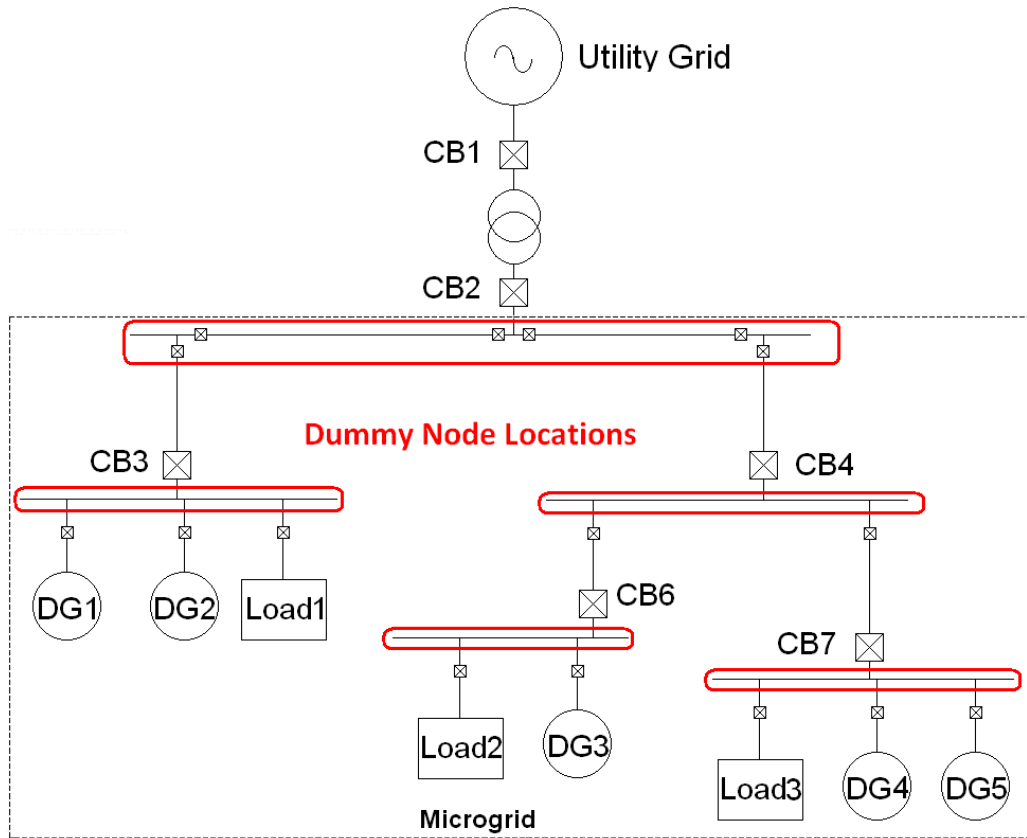 Utility Grid
CB1
CB2
Dummy Node Locations
CB3
CB4
DG1
DG2
Load1
CB6
CB7
Load2
DG3
Load3
DG4
DG5
Microgrid